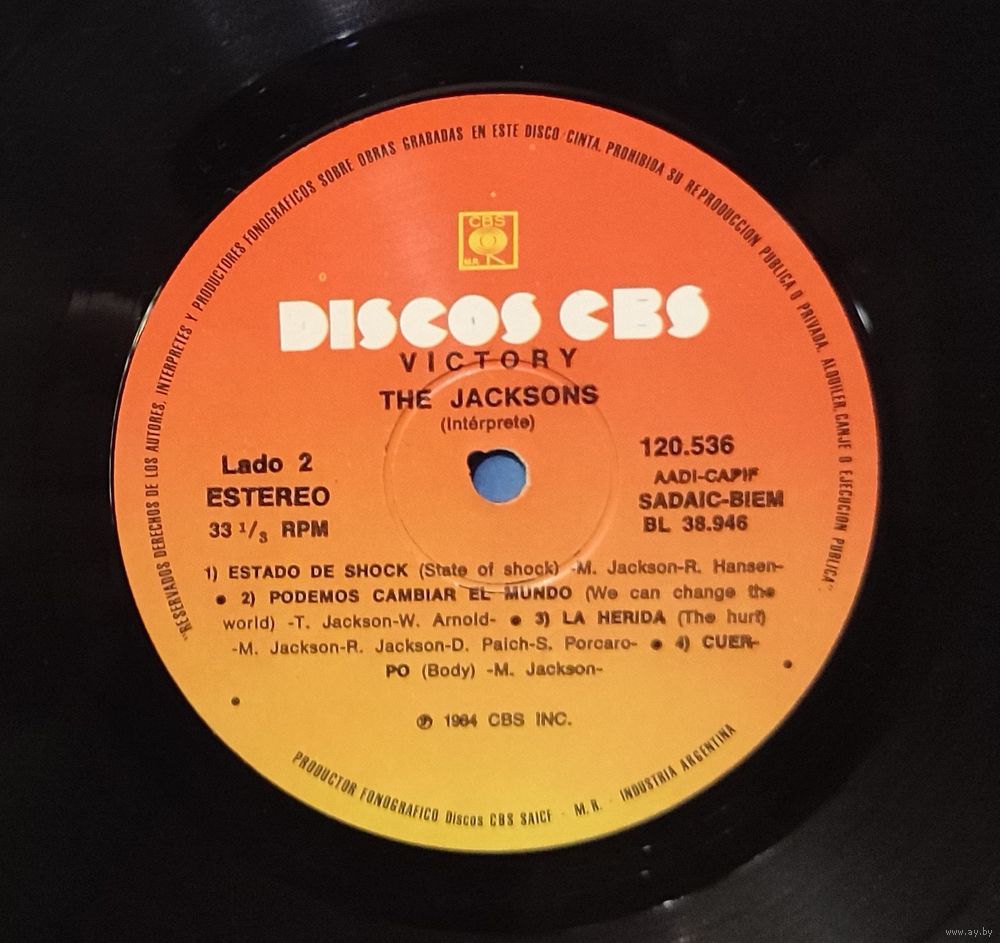 "RESERVADOS DERECHOS DE LOS AUTORES, INTERPRETES Y PRODUCTORES FONOGRAFICOS SOBRE OBRAS GRABADAS EN ESTE DISCO/CINTA. PROHIBIDA SU REPRODUCCION PUBLICA O PRIVADA, ALQUILER, CANJE O EJECUCION PUBLICA"
CBS
M.R.
DISCOS CBS
VICTORY
THE JACKSONS
(Intérprete)
Lado 2
ESTEREO
33 1/3 RPM
120.536
AADI-CAPIF
SADAIC-BIEM
BL 38.946
1) ESTADO DE SHOCK (State of shock) -M. Jackson-R. Hansen-
● 2) PODEMOS CAMBIAR EL MUNDO (We can change the
world) -T. Jackson-W. Arnold- ● 3) LA HERIDA (The hurt)
-M. Jackson-R. Jackson-D. Paich-S. Porcaro- ● 4) CUER-
PO (Body) -M. Jackson-
℗ 1984 CBS INC.
PRODUCTOR FONOGRAFICO Discos CBS SAICF - M. R. - INDUSTRIA ARGENTINA
www.ay.by